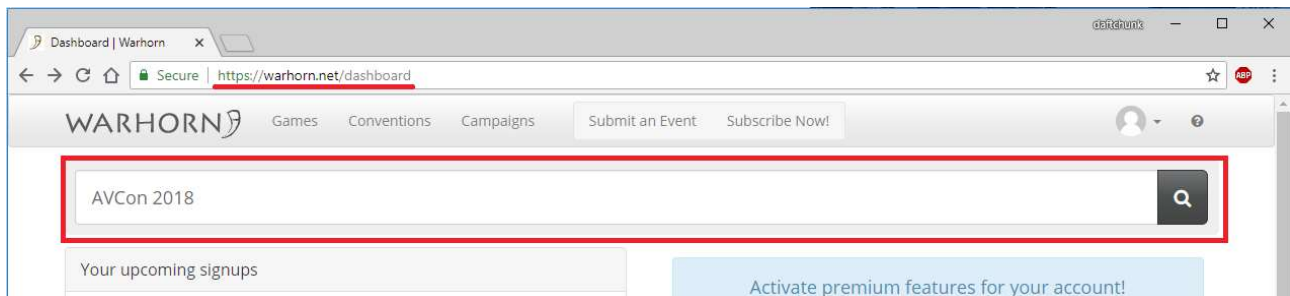 daftchunk
Dashboard | Warhorn
Secure | https://warhorn.net/dashboard
ABP
WARHORN Games Conventions Campaigns Submit an Event Subscribe Now!
AVCon 2018
Your upcoming signups
Activate premium features for your account!